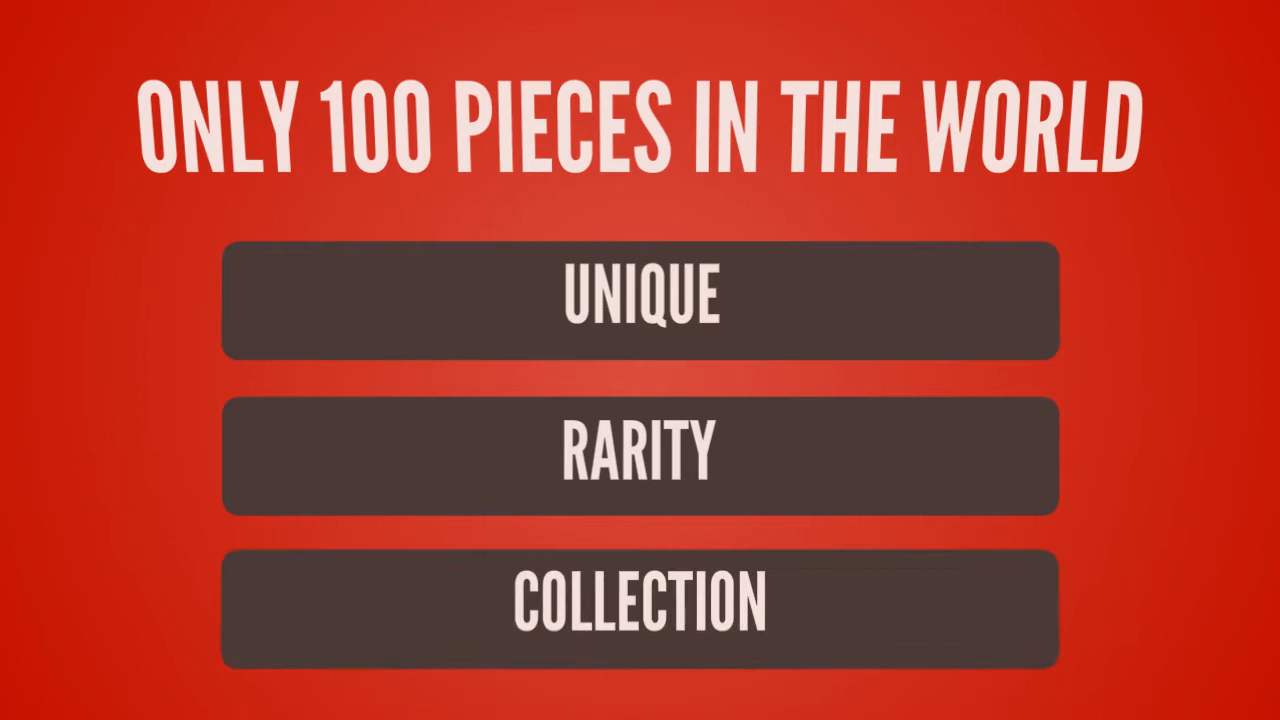 ONLY 100 PIECES IN THE WORLD
UNIQUE
RARITY
COLLECTION